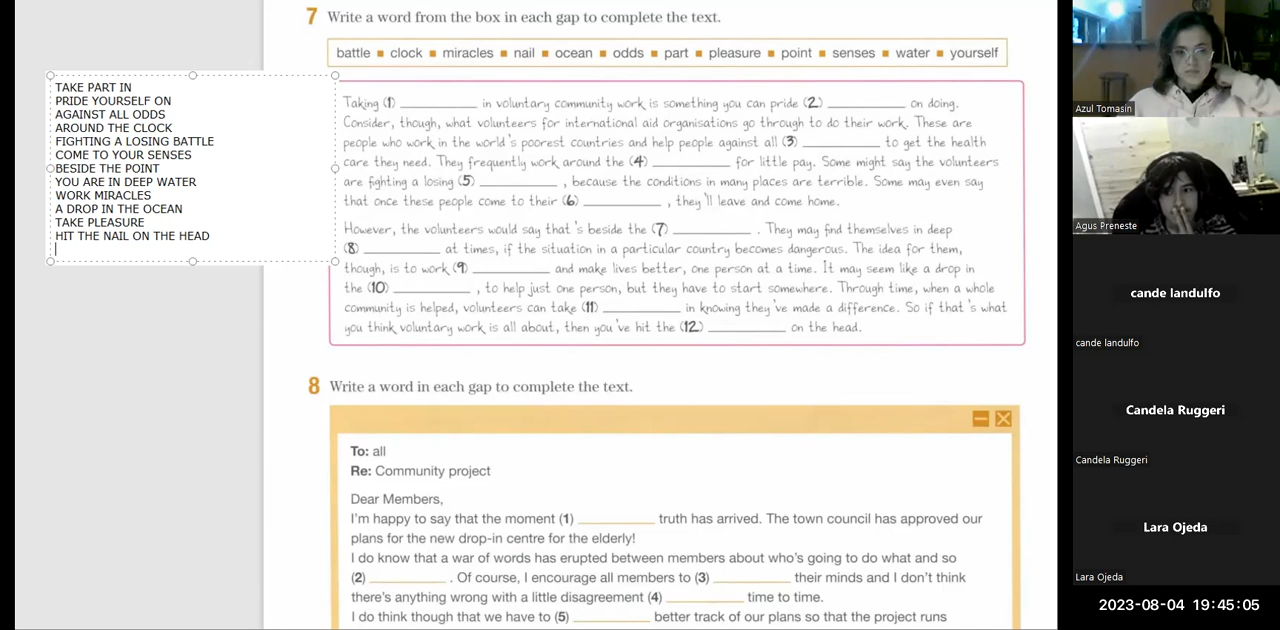 7 Write a word from the box in each gap to complete the text.
battle ■ clock ■ miracles ■ nail ■ ocean ■ odds ■ part ■ pleasure ■ point ■ senses ■ water ■ yourself
TAKE PART IN
PRIDE YOURSELF ON
AGAINST ALL ODDS
AROUND THE CLOCK
FIGHTING A LOSING BATTLE
COME TO YOUR SENSES
BESIDE THE POINT
YOU ARE IN DEEP WATER
WORK MIRACLES
A DROP IN THE OCEAN
TAKE PLEASURE
HIT THE NAIL ON THE HEAD
Taking (1) ____________ in voluntary community work is something you can pride (2) ____________ on doing.
Consider, though, what volunteers for international aid organisations go through to do their work. These are
people who work in the world's poorest countries and help people against all (3) ____________ to get the health
care they need. They frequently work around the (4) ____________ for little pay. Some might say the volunteers
are fighting a losing (5) ____________ , because the conditions in many places are terrible. Some may even say
that once these people come to their (6) ____________ , they'll leave and come home.
However, the volunteers would say that's beside the (7) ____________ . They may find themselves in deep
(8) ____________ at times, if the situation in a particular country becomes dangerous. The idea for them,
though, is to work (9) ____________ and make lives better, one person at a time. It may seem like a drop in
the (10) ____________ , to help just one person, but they have to start somewhere. Through time, when a whole
community is helped, volunteers can take (11) ____________ in knowing they've made a difference. So if that's what
you think voluntary work is all about, then you've hit the (12) ____________ on the head.
8 Write a word in each gap to complete the text.
To: all
Re: Community project
Dear Members,
I'm happy to say that the moment (1) ____________ truth has arrived. The town council has approved our
plans for the new drop-in centre for the elderly!
I do know that a war of words has erupted between members about who's going to do what and so
(2) ____________ . Of course, I encourage all members to (3) ____________ their minds and I don't think
there's anything wrong with a little disagreement (4) ____________ time to time.
I do think though that we have to (5) ____________ better track of our plans so that the project runs
Azul Tomasin
Agus Preneste
cande landulfo
cande landulfo
Candela Ruggeri
Candela Ruggeri
Lara Ojeda
Lara Ojeda
2023-08-04 19:45:05